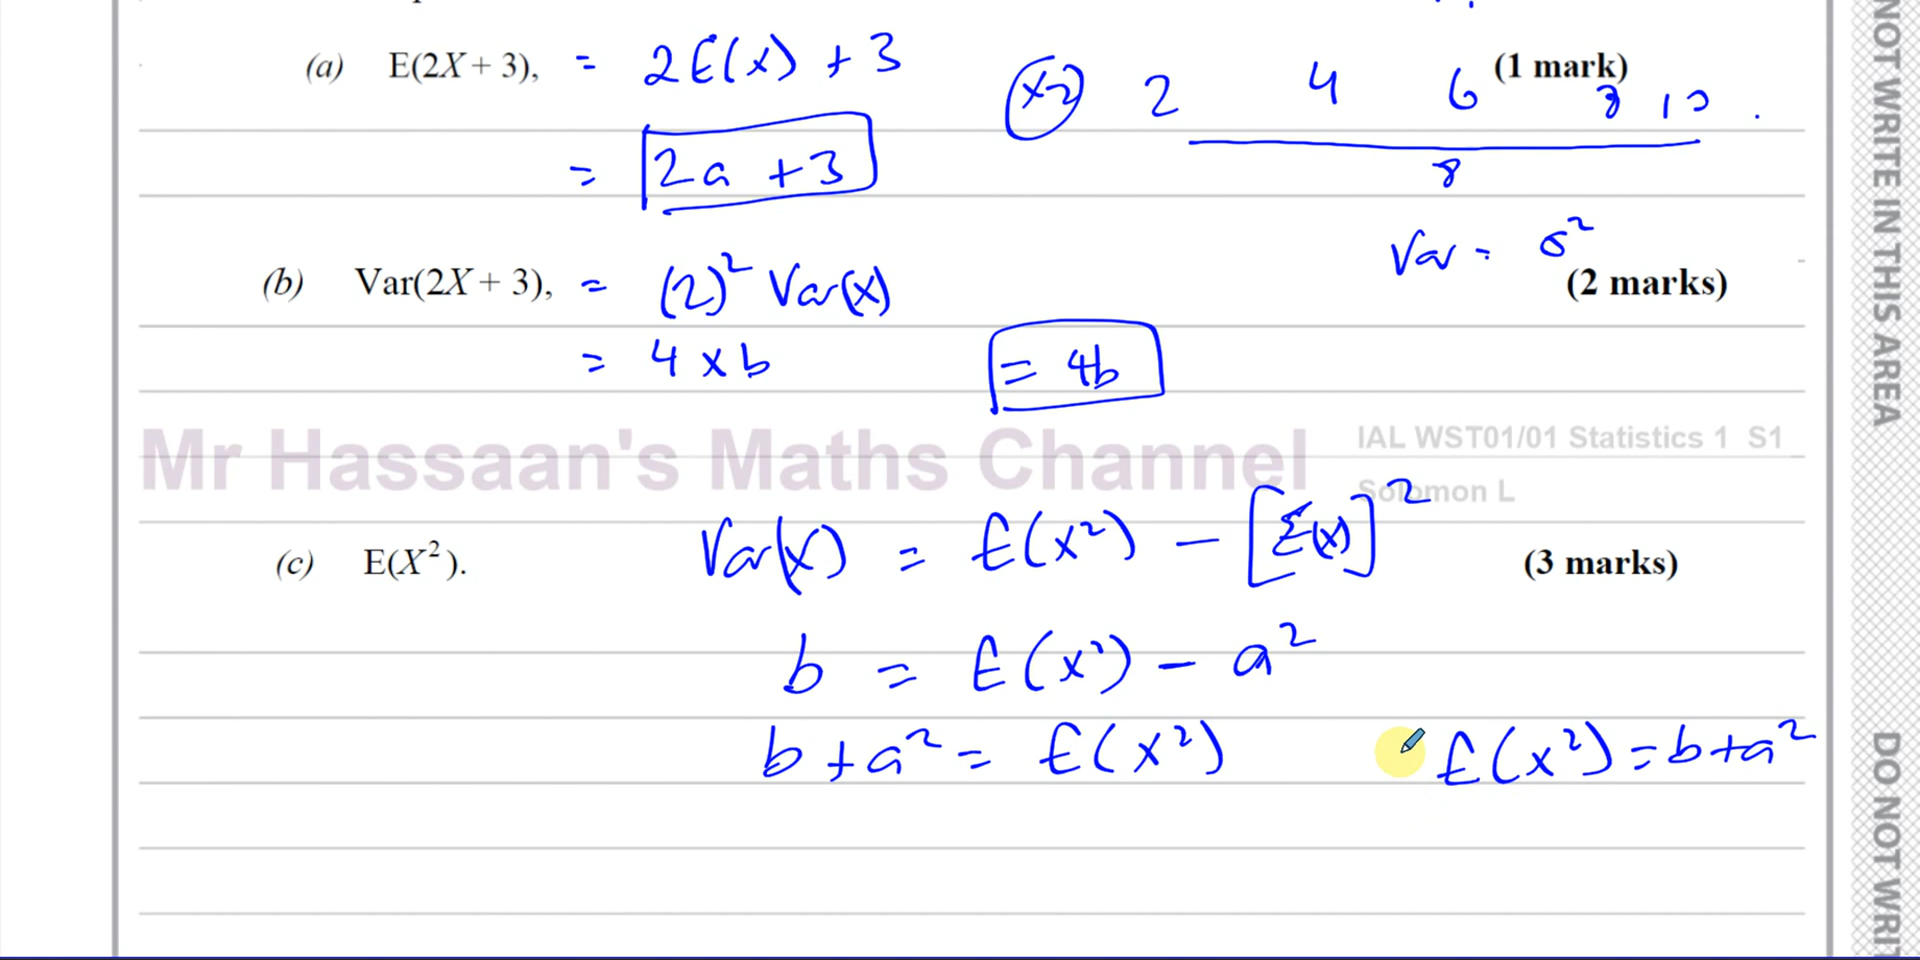 (a) E(2X + 3), = 2E(x) + 3
(1 mark)
x2 2 4 6 8 10
= 2a + 3
8
Var = σ²
(b) Var(2X + 3), = (2)² Var(x)
(2 marks)
= 4 × b = 4b
Mr Hassaan's Maths Channel
IAL WST01/01 Statistics 1 S1
Solomon L
(c) E(X²). Var(x) = E(x²) − [E(x)]²
(3 marks)
b = E(x²) − a²
b + a² = E(x²) E(x²) = b + a²
NOT WRITE IN THIS AREA
DO NOT WRI